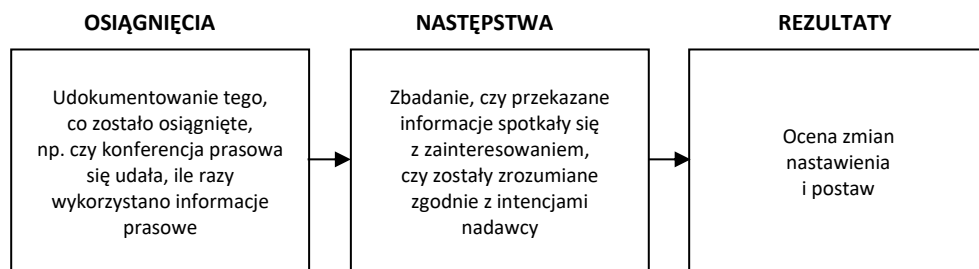 OSIĄGNIĘCIA
Udokumentowanie tego,
co zostało osiągnięte,
np. czy konferencja prasowa
się udała, ile razy
wykorzystano informacje
prasowe
NASTĘPSTWA
Zbadanie, czy przekazane
informacje spotkały się
z zainteresowaniem,
czy zostały zrozumiane
zgodnie z intencjami
nadawcy
REZULTATY
Ocena zmian
nastawienia
i postaw